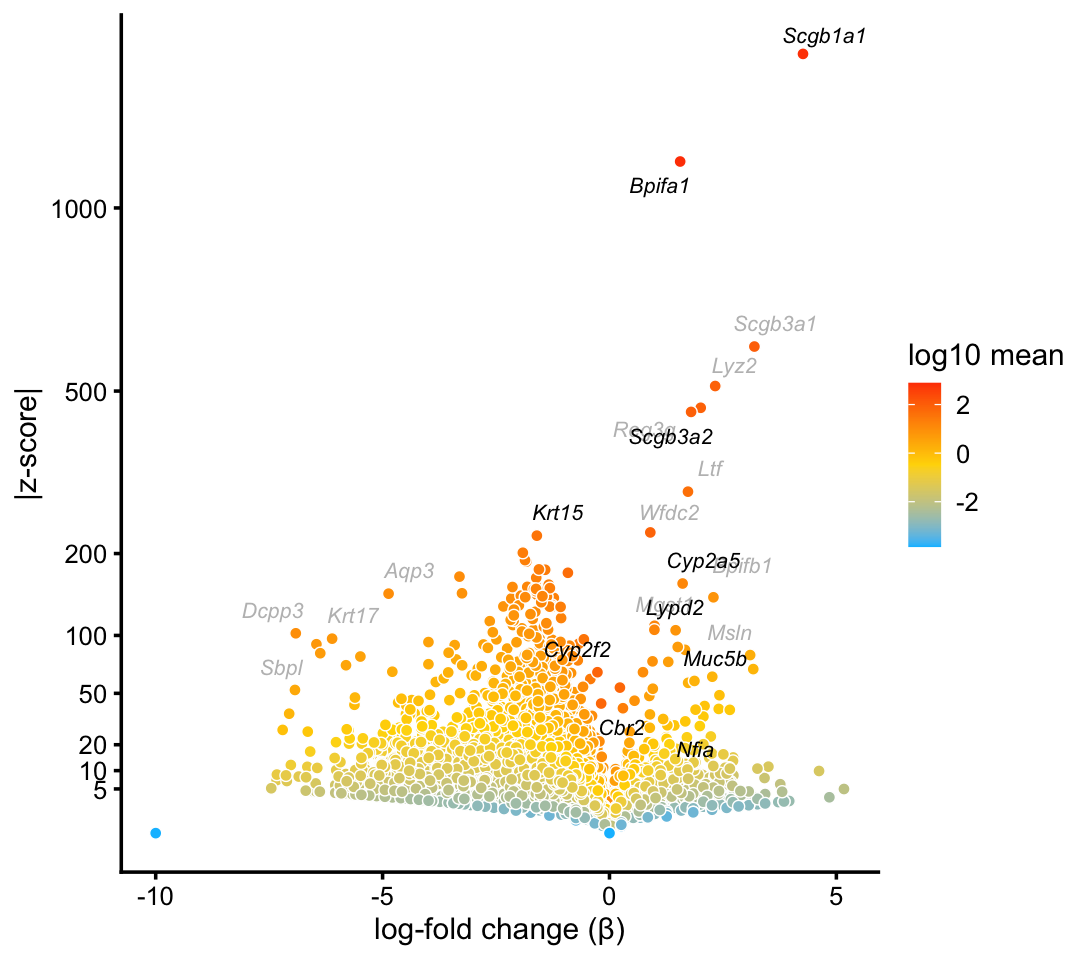 Scgb1a1
Bpifa1
1000
Scgb3a1
log10 mean
Lyz2
500
2
Reg3g
Scgb3a2
0
Ltf
-2
Krt15
Wfdc2
200
Cyp2a5
Bpifb1
Aqp3
Dcpp3
Krt17
Mgst1
Lypd2
100
Msln
Cyp2f2
Muc5b
Sbpl
50
Cbr2
20
Nfia
10
5
-10
-5
0
5
log-fold change (β)
|z-score|